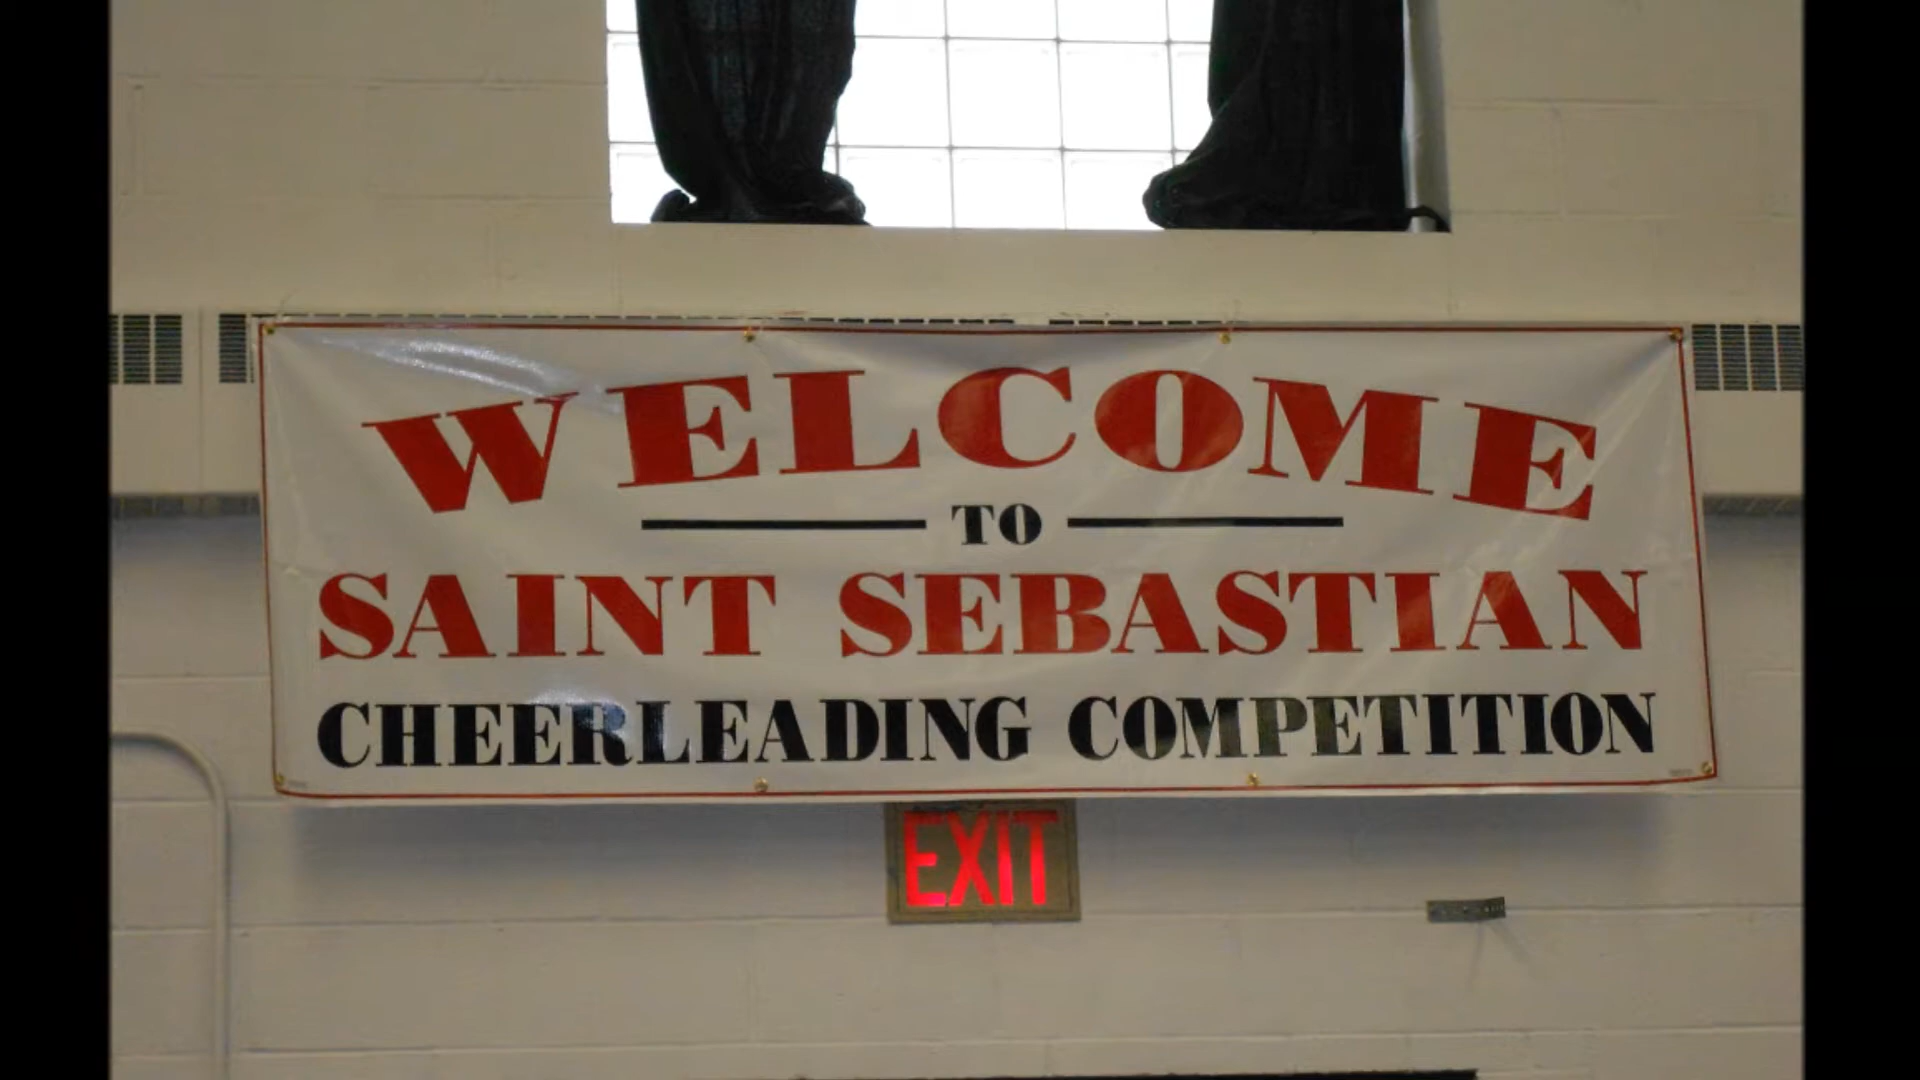 WELCOME
TO
SAINT SEBASTIAN
CHEERLEADING COMPETITION
EXIT